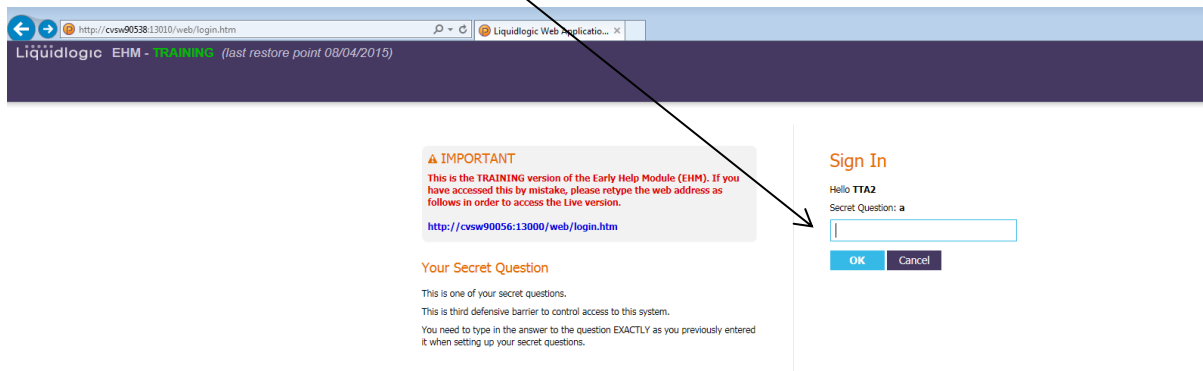 http://cvsw90538:13010/web/login.htm
Liquidlogic Web Applicatio...
Liquidlogic EHM - TRAINING (last restore point 08/04/2015)
IMPORTANT
This is the TRAINING version of the Early Help Module (EHM). If you
have accessed this by mistake, please retype the web address as
follows in order to access the Live version.
http://cvsw90056:13000/web/login.htm
Your Secret Question
This is one of your secret questions.
This is third defensive barrier to control access to this system.
You need to type in the answer to the question EXACTLY as you previously entered
it when setting up your secret questions.
Sign In
Hello TTA2
Secret Question: a
OK Cancel